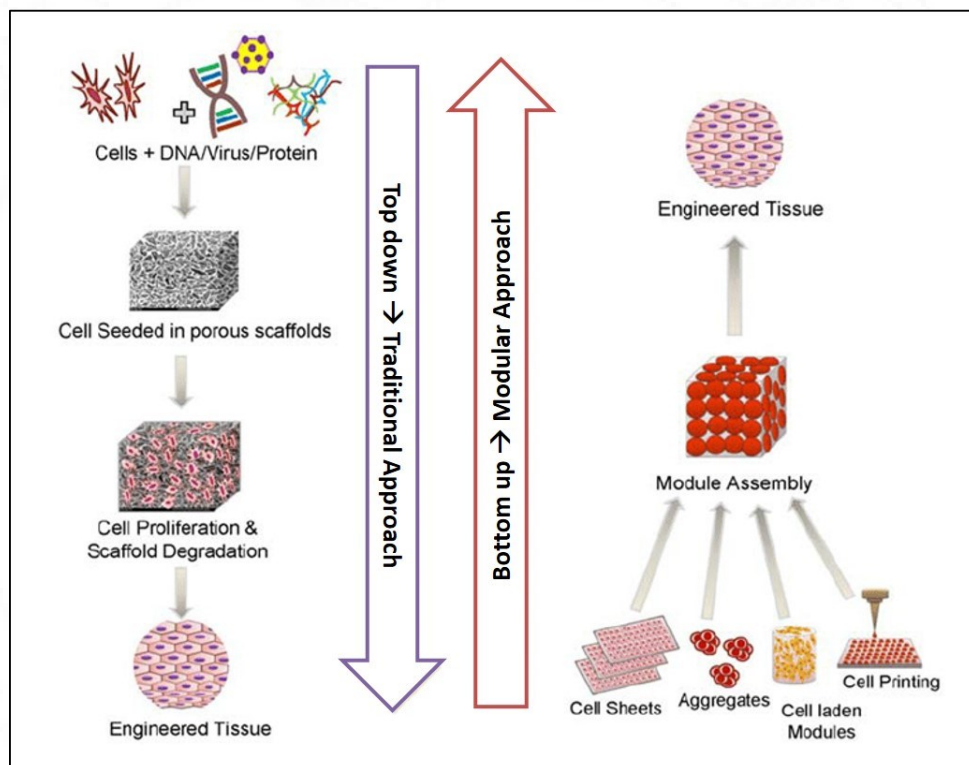 Cells + DNA/Virus/Protein
Cell Seeded in porous scaffolds
Cell Proliferation &
Scaffold Degradation
Engineered Tissue
Top down → Traditional Approach
Bottom up → Modular Approach
Engineered Tissue
Module Assembly
Cell Sheets
Aggregates
Cell laden
Modules
Cell Printing